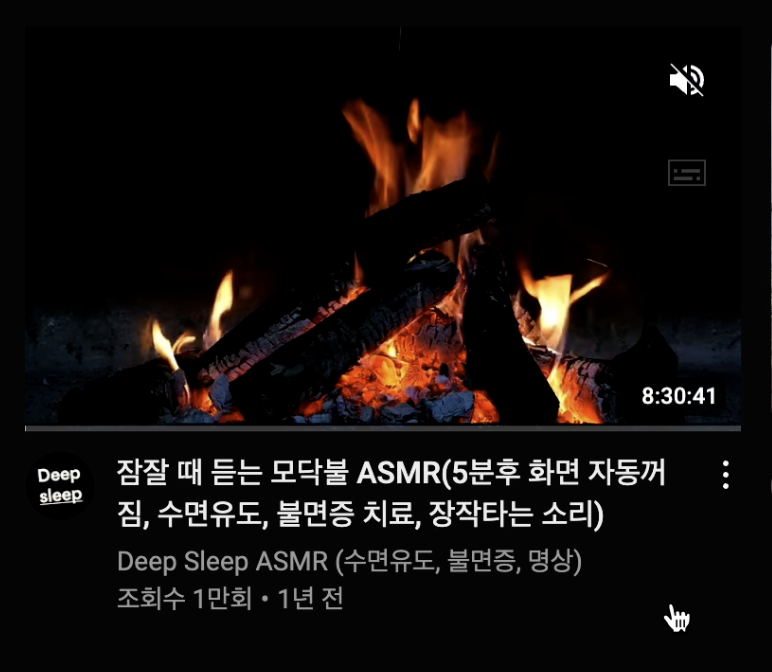 8:30:41
Deep
sleep
잠잘 때 듣는 모닥불 ASMR(5분후 화면 자동꺼
짐, 수면유도, 불면증 치료, 장작타는 소리)
Deep Sleep ASMR (수면유도, 불면증, 명상)
조회수 1만회 • 1년 전